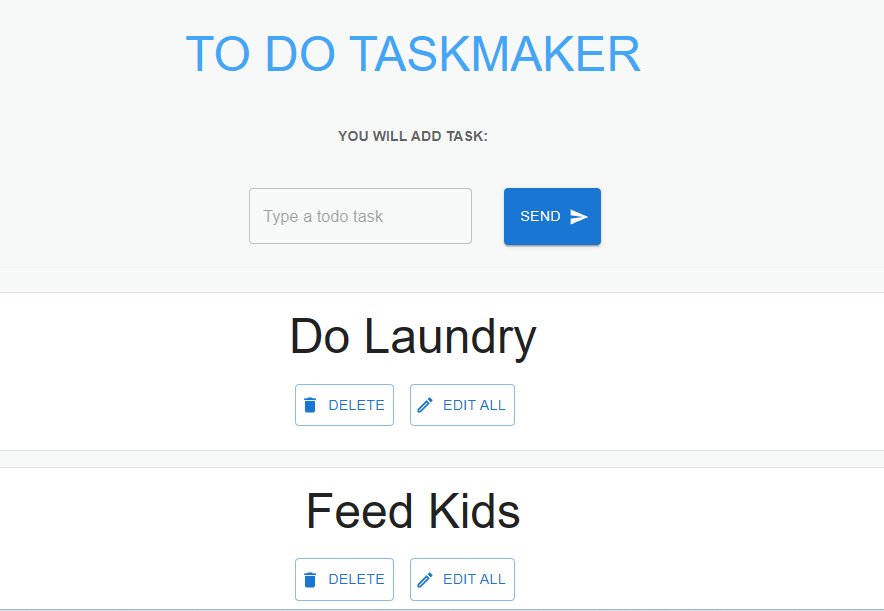 TO DO TASKMAKER
YOU WILL ADD TASK:
Type a todo task
SEND
Do Laundry
DELETE EDIT ALL
Feed Kids
DELETE EDIT ALL